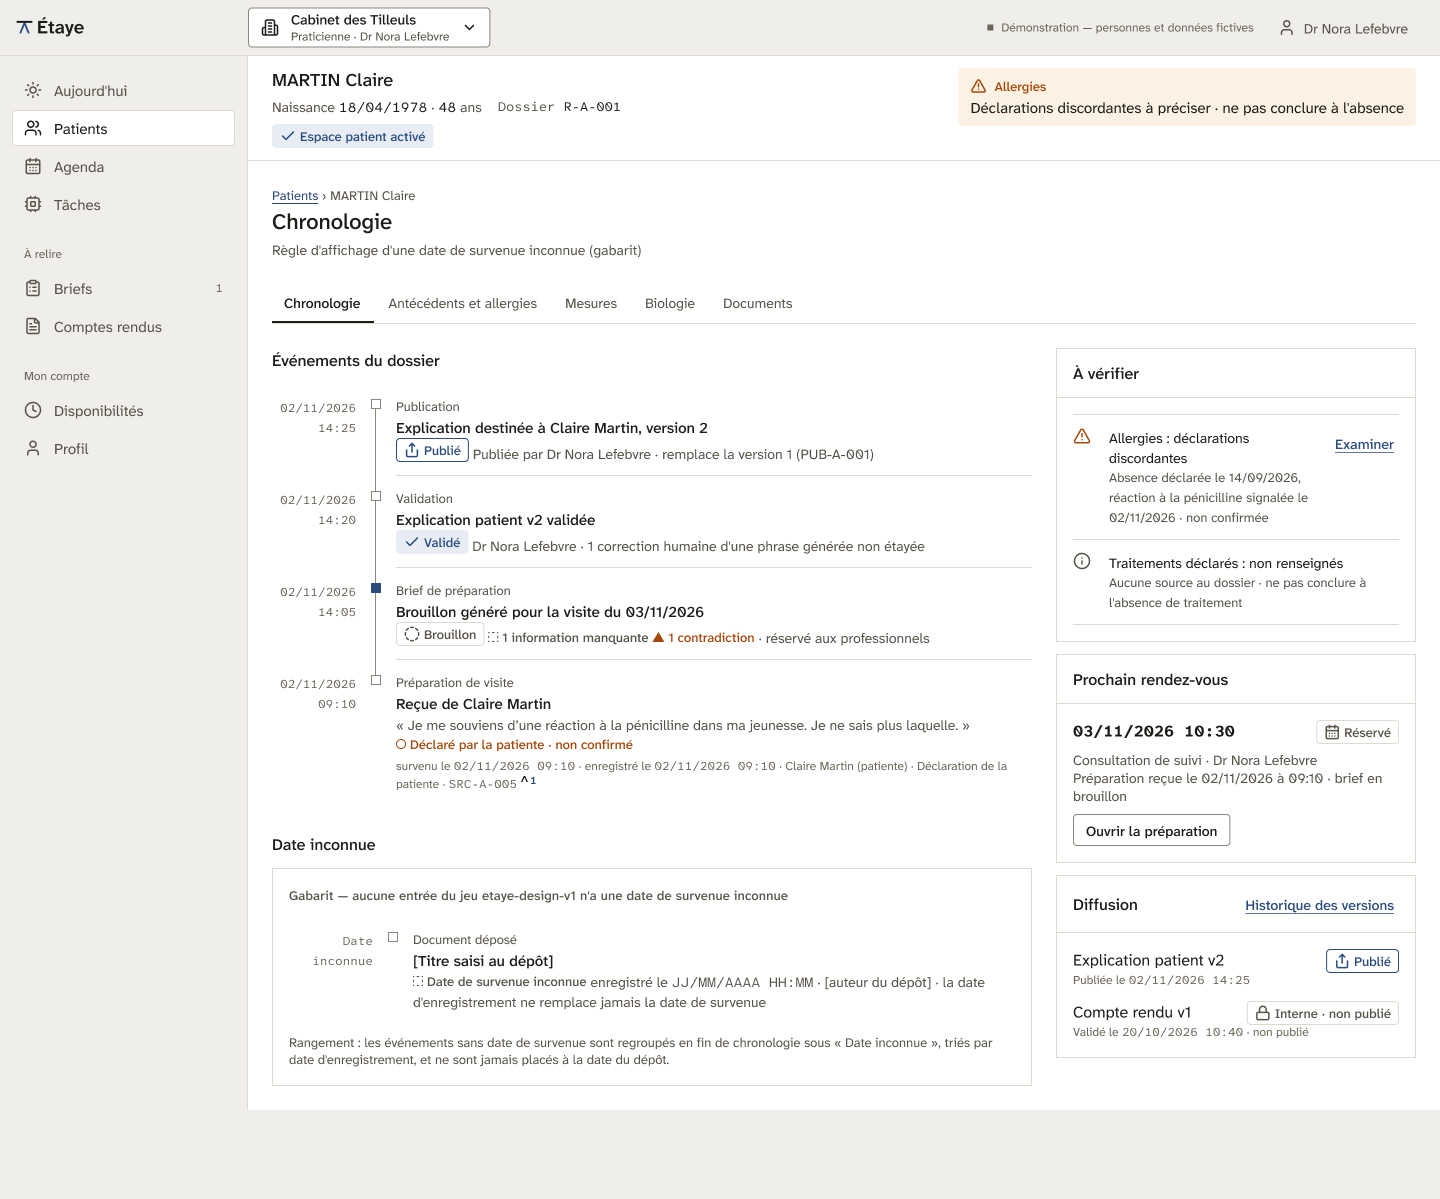 Étaye
Cabinet des Tilleuls
Praticienne · Dr Nora Lefebvre
Démonstration — personnes et données fictives
Dr Nora Lefebvre
Aujourd'hui
Patients
Agenda
Tâches
À relire
Briefs 1
Comptes rendus
Mon compte
Disponibilités
Profil
MARTIN Claire
Naissance 18/04/1978 · 48 ans Dossier R-A-001
Espace patient activé
Allergies
Déclarations discordantes à préciser · ne pas conclure à l'absence
Patients › MARTIN Claire
Chronologie
Règle d'affichage d'une date de survenue inconnue (gabarit)
Chronologie Antécédents et allergies Mesures Biologie Documents
Événements du dossier
02/11/2026 14:25
Publication
Explication destinée à Claire Martin, version 2
Publié Publiée par Dr Nora Lefebvre · remplace la version 1 (PUB-A-001)
02/11/2026 14:20
Validation
Explication patient v2 validée
Validé Dr Nora Lefebvre · 1 correction humaine d'une phrase générée non étayée
02/11/2026 14:05
Brief de préparation
Brouillon généré pour la visite du 03/11/2026
Brouillon 1 information manquante 1 contradiction · réservé aux professionnels
02/11/2026 09:10
Préparation de visite
Reçue de Claire Martin
« Je me souviens d’une réaction à la pénicilline dans ma jeunesse. Je ne sais plus laquelle. »
Déclaré par la patiente · non confirmé
survenu le 02/11/2026 09:10 · enregistré le 02/11/2026 09:10 · Claire Martin (patiente) · Déclaration de la
patiente · SRC-A-005 ^1
Date inconnue
Gabarit — aucune entrée du jeu etaye-design-v1 n'a une date de survenue inconnue
Date inconnue
Document déposé
[Titre saisi au dépôt]
Date de survenue inconnue enregistré le JJ/MM/AAAA HH:MM · [auteur du dépôt] · la date
d'enregistrement ne remplace jamais la date de survenue
Rangement : les événements sans date de survenue sont regroupés en fin de chronologie sous « Date inconnue », triés par
date d'enregistrement, et ne sont jamais placés à la date du dépôt.
À vérifier
Allergies : déclarations
discordantes
Examiner
Absence déclarée le 14/09/2026,
réaction à la pénicilline signalée le
02/11/2026 · non confirmée
Traitements déclarés : non renseignés
Aucune source au dossier · ne pas conclure à
l'absence de traitement
Prochain rendez-vous
03/11/2026 10:30 Réservé
Consultation de suivi · Dr Nora Lefebvre
Préparation reçue le 02/11/2026 à 09:10 · brief en
brouillon
Ouvrir la préparation
Diffusion Historique des versions
Explication patient v2 Publié
Publiée le 02/11/2026 14:25
Compte rendu v1 Interne · non publié
Validé le 20/10/2026 10:40 · non publié